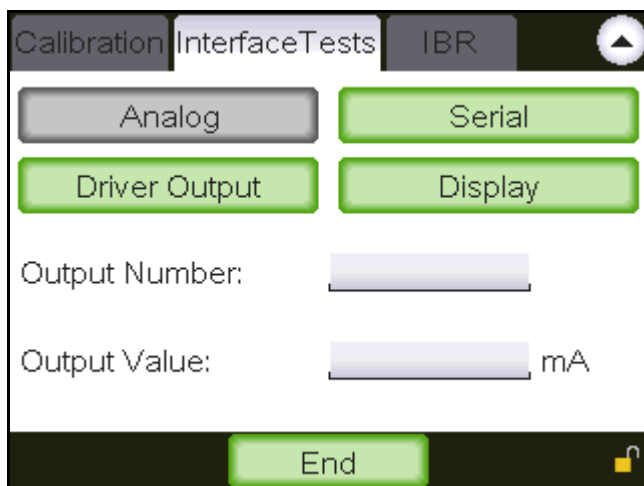 Calibration InterfaceTests IBR
Analog Serial
Driver Output Display
Output Number:
Output Value: mA
End